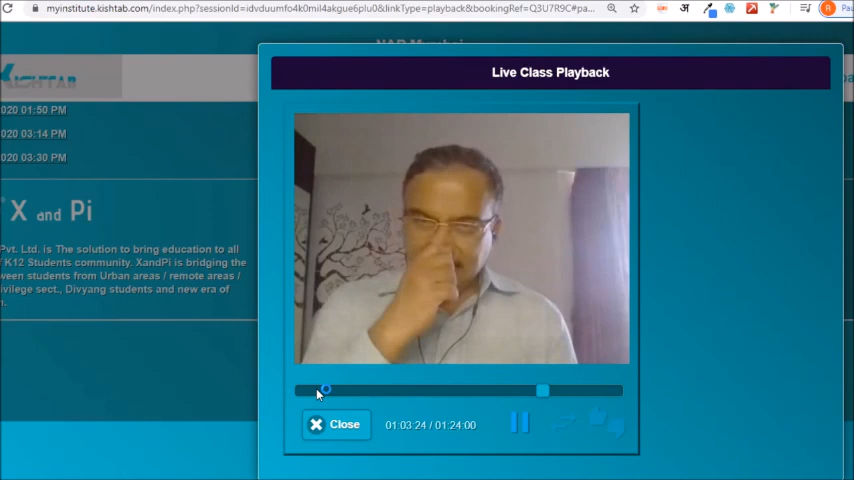 myinstitute.kishtab.com/index.php?sessionId=idvduumfo4k0mil4akgue6plu0&linkType=playback&bookingRef=Q3U7R9C#pa...
अ
R
Pau
Live Class Playback
KISHTAB
020 01:50 PM
020 03:14 PM
020 03:30 PM
X and Pi
Pvt. Ltd. is The solution to bring education to all
K12 Students community. XandPi is bridging the
ween students from Urban areas / remote areas /
ivilege sect., Divyang students and new era of
n.
Close
01:03:24 / 01:24:00